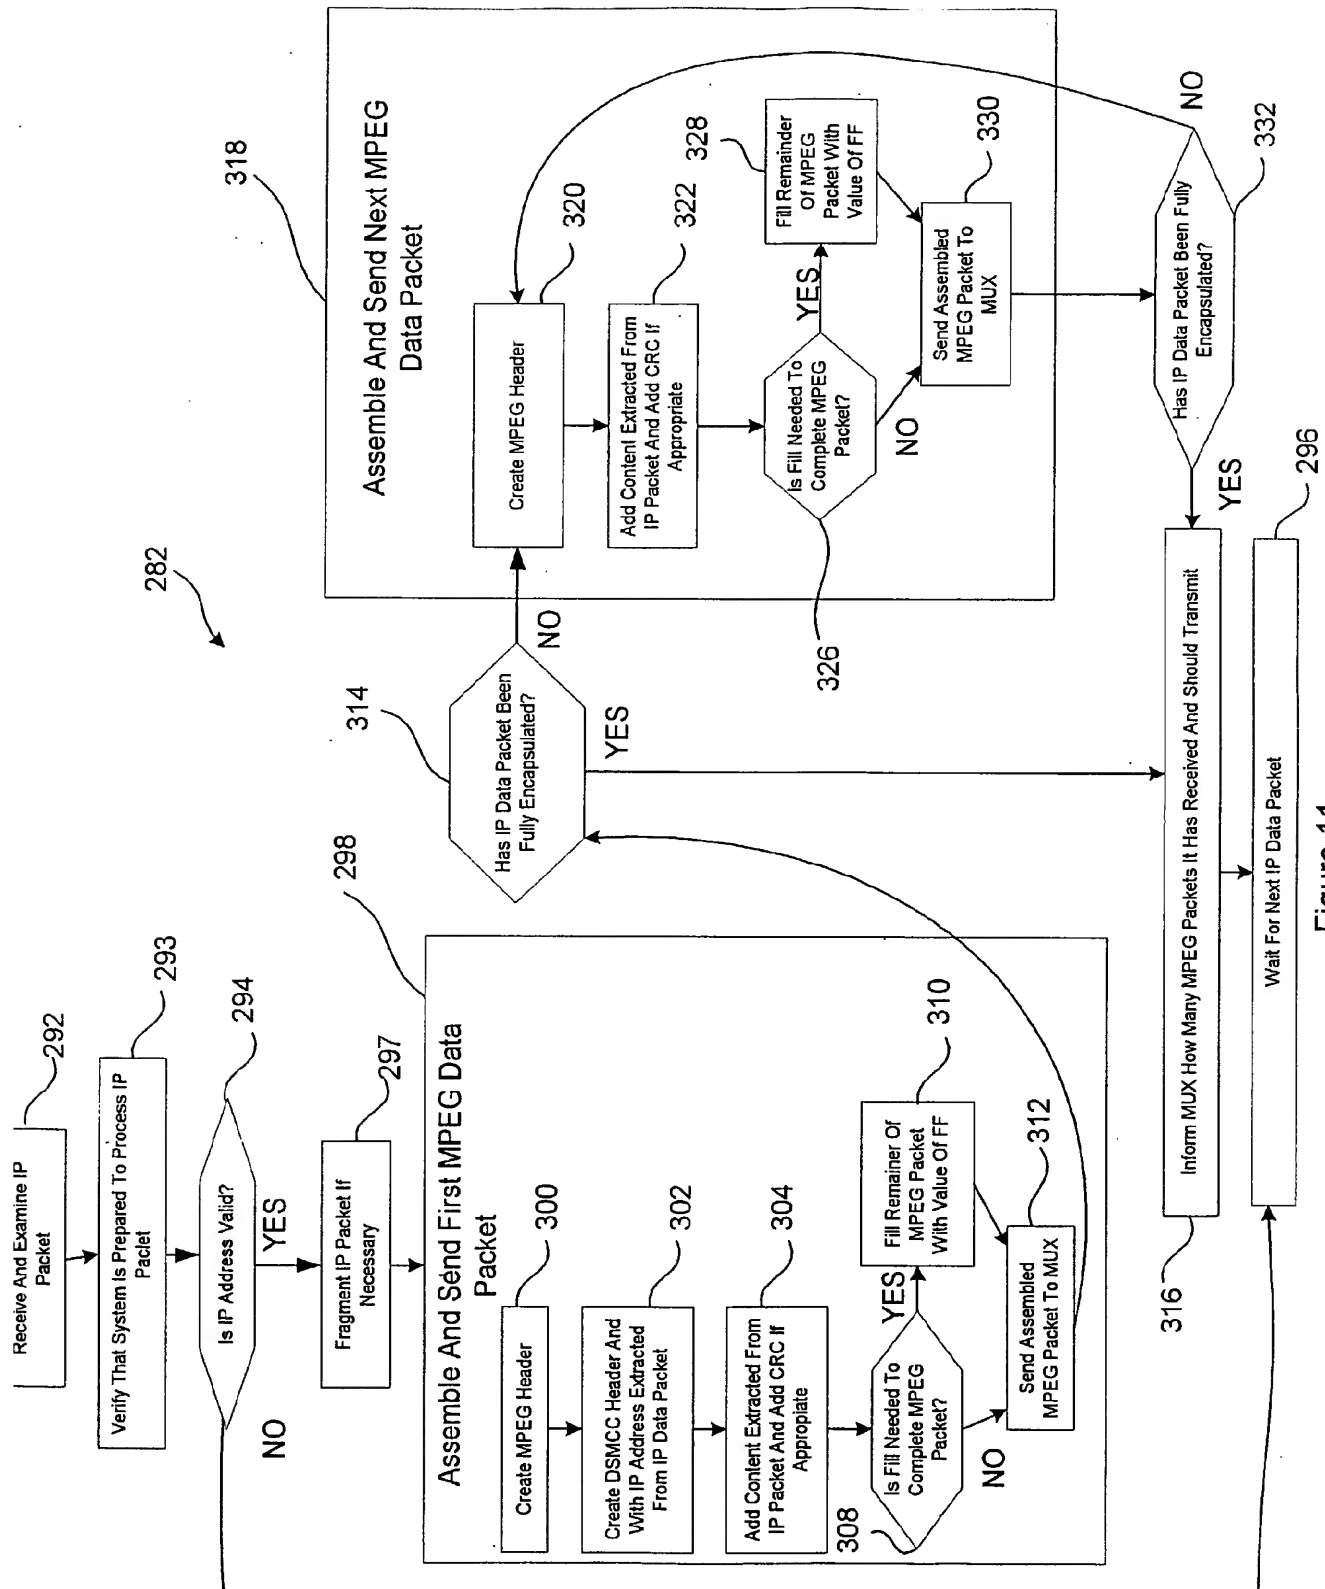 282
Receive And Examine IP
Packet
292
Verify That System Is Prepared To Process IP
Paclet
293
Is IP Address Valid?
294
YES
NO
Fragment IP Packet If
Necessary
297
298
Assemble And Send First MPEG Data
Packet
Create MPEG Header
300
Create DSMCC Header And
With IP Address Extracted
From IP Data Packet
302
Add Content Extracted From
IP Packet And Add CRC If
Appropiate
304
Is Fill Needed To
Complete MPEG
Packet?
308
YES
NO
Fill Remainer Of
MPEG Packet
With Value Of FF
310
Send Assembled
MPEG Packet To MUX
312
314
Has IP Data Packet Been
Fully Encapsulated?
NO
YES
318
Assemble And Send Next MPEG
Data Packet
Create MPEG Header
320
Add Content Extracted From
IP Packet And Add CRC If
Appropriate
322
Is Fill Needed To
Complete MPEG
Packet?
326
YES
NO
Fill Remainder
Of MPEG
Packet With
Value Of FF
328
Send Assembled
MPEG Packet To
MUX
330
Has IP Data Packet Been Fully
Encapsulated?
332
NO
YES
Inform MUX How Many MPEG Packets It Has Received And Should Transmit
316
Wait For Next IP Data Packet
296